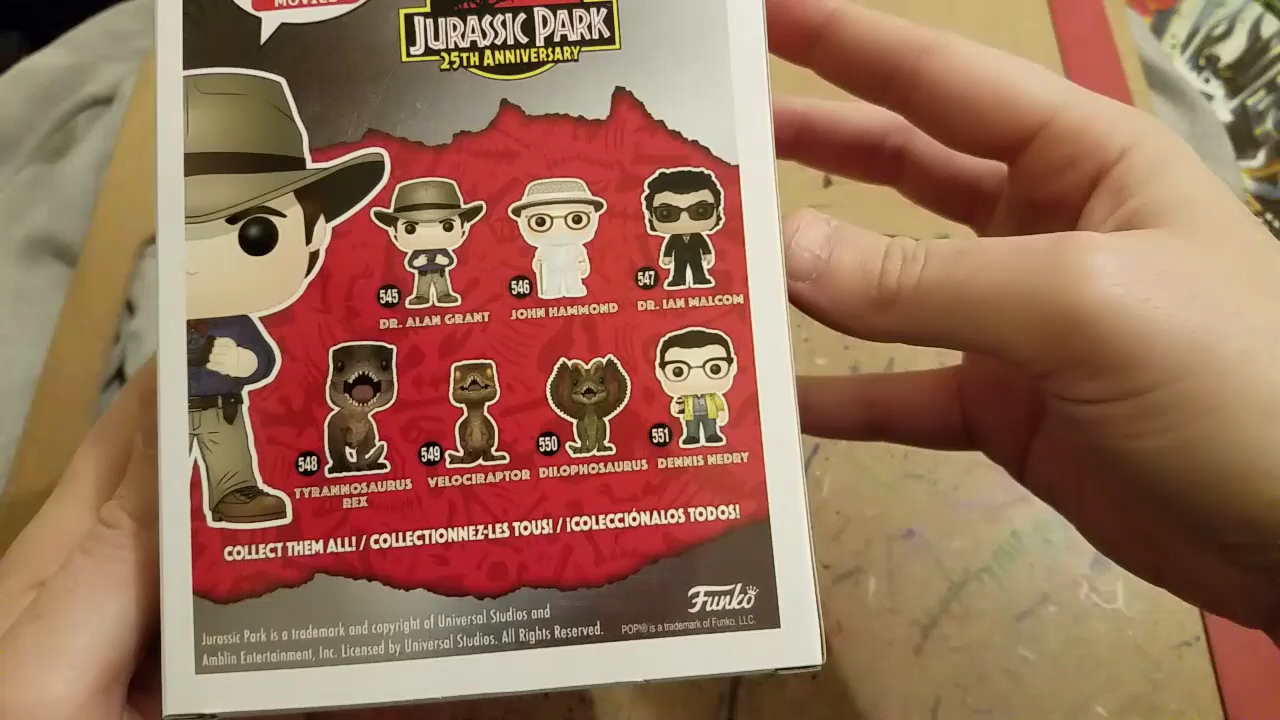 MOVIES
JURASSIC PARK
25TH ANNIVERSARY
545
DR. ALAN GRANT
546
JOHN HAMMOND
547
DR. IAN MALCOM
548
TYRANNOSAURUS
REX
549
VELOCIRAPTOR
550
DILOPHOSAURUS
551
DENNIS NEDRY
COLLECT THEM ALL! / COLLECTIONNEZ-LES TOUS! / ¡COLECCIÓNALOS TODOS!
Funko
Jurassic Park is a trademark and copyright of Universal Studios and
Amblin Entertainment, Inc. Licensed by Universal Studios. All Rights Reserved.
POP!® is a trademark of Funko, LLC.